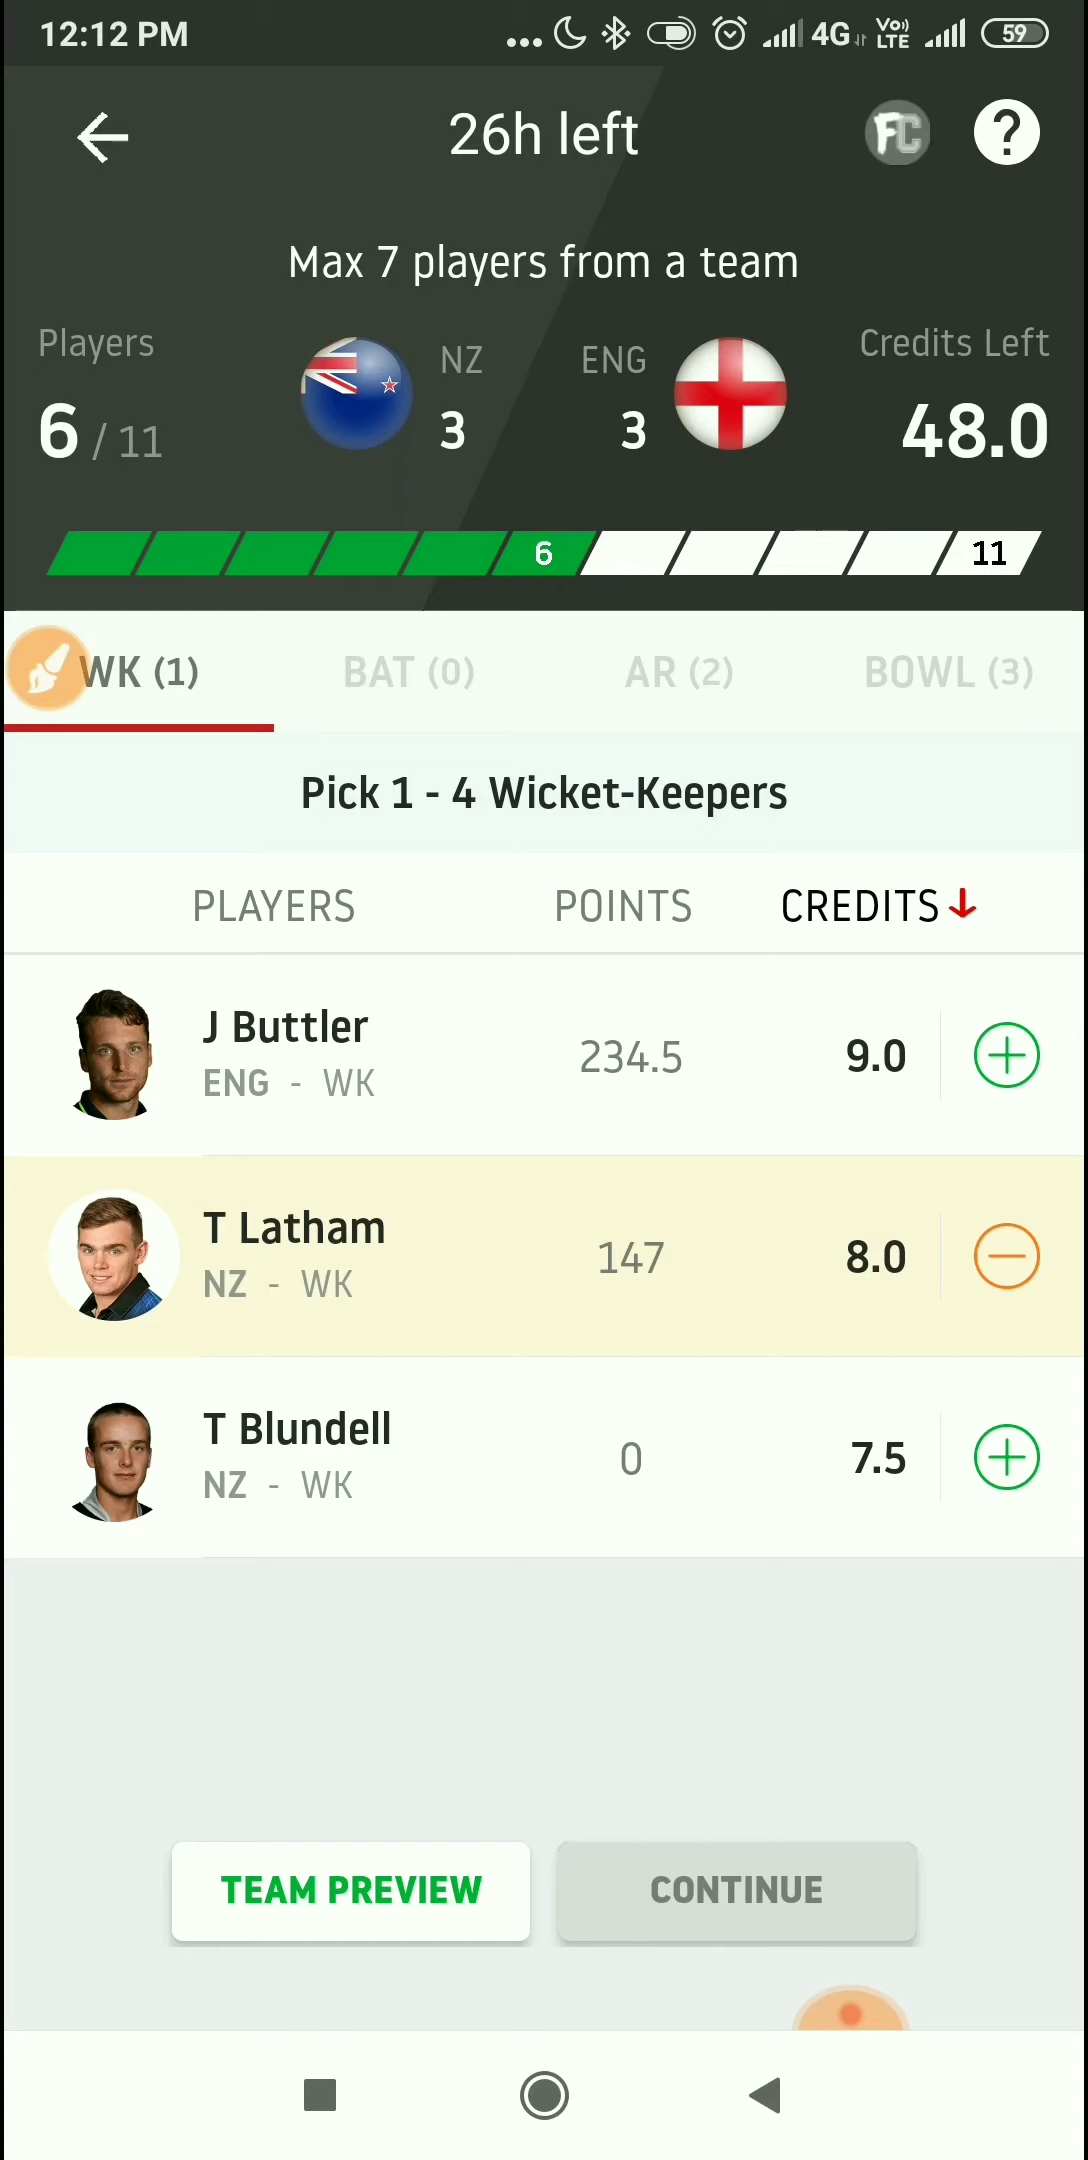 12:12 PM
4G
Vo))
LTE
59
26h left
FC
?
Max 7 players from a team
Players
NZ
ENG
Credits Left
6 / 11
3
3
48.0
6
11
WK (1)
BAT (0)
AR (2)
BOWL (3)
Pick 1 - 4 Wicket-Keepers
PLAYERS
POINTS
CREDITS
J Buttler
ENG - WK
234.5
9.0
T Latham
NZ - WK
147
8.0
T Blundell
NZ - WK
0
7.5
TEAM PREVIEW
CONTINUE